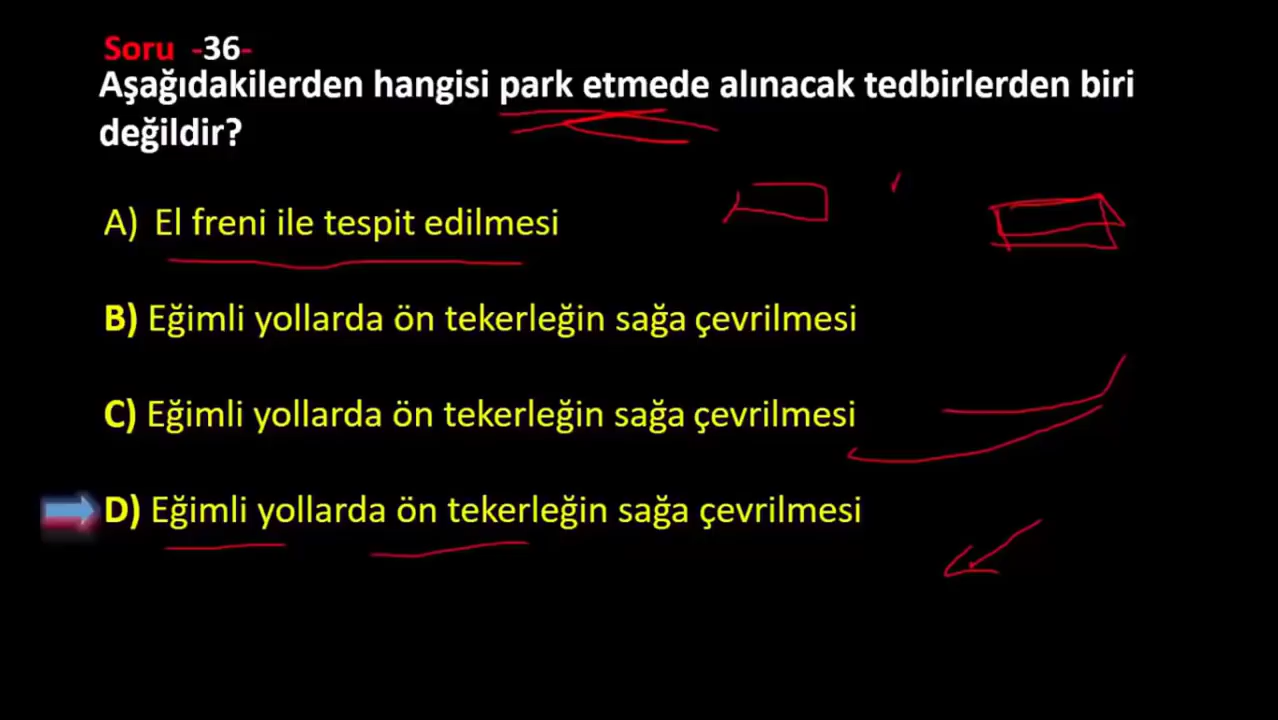 Soru -36-
Aşağıdakilerden hangisi park etmede alınacak tedbirlerden biri
değildir?
A) El freni ile tespit edilmesi
B) Eğimli yollarda ön tekerleğin sağa çevrilmesi
C) Eğimli yollarda ön tekerleğin sağa çevrilmesi
D) Eğimli yollarda ön tekerleğin sağa çevrilmesi